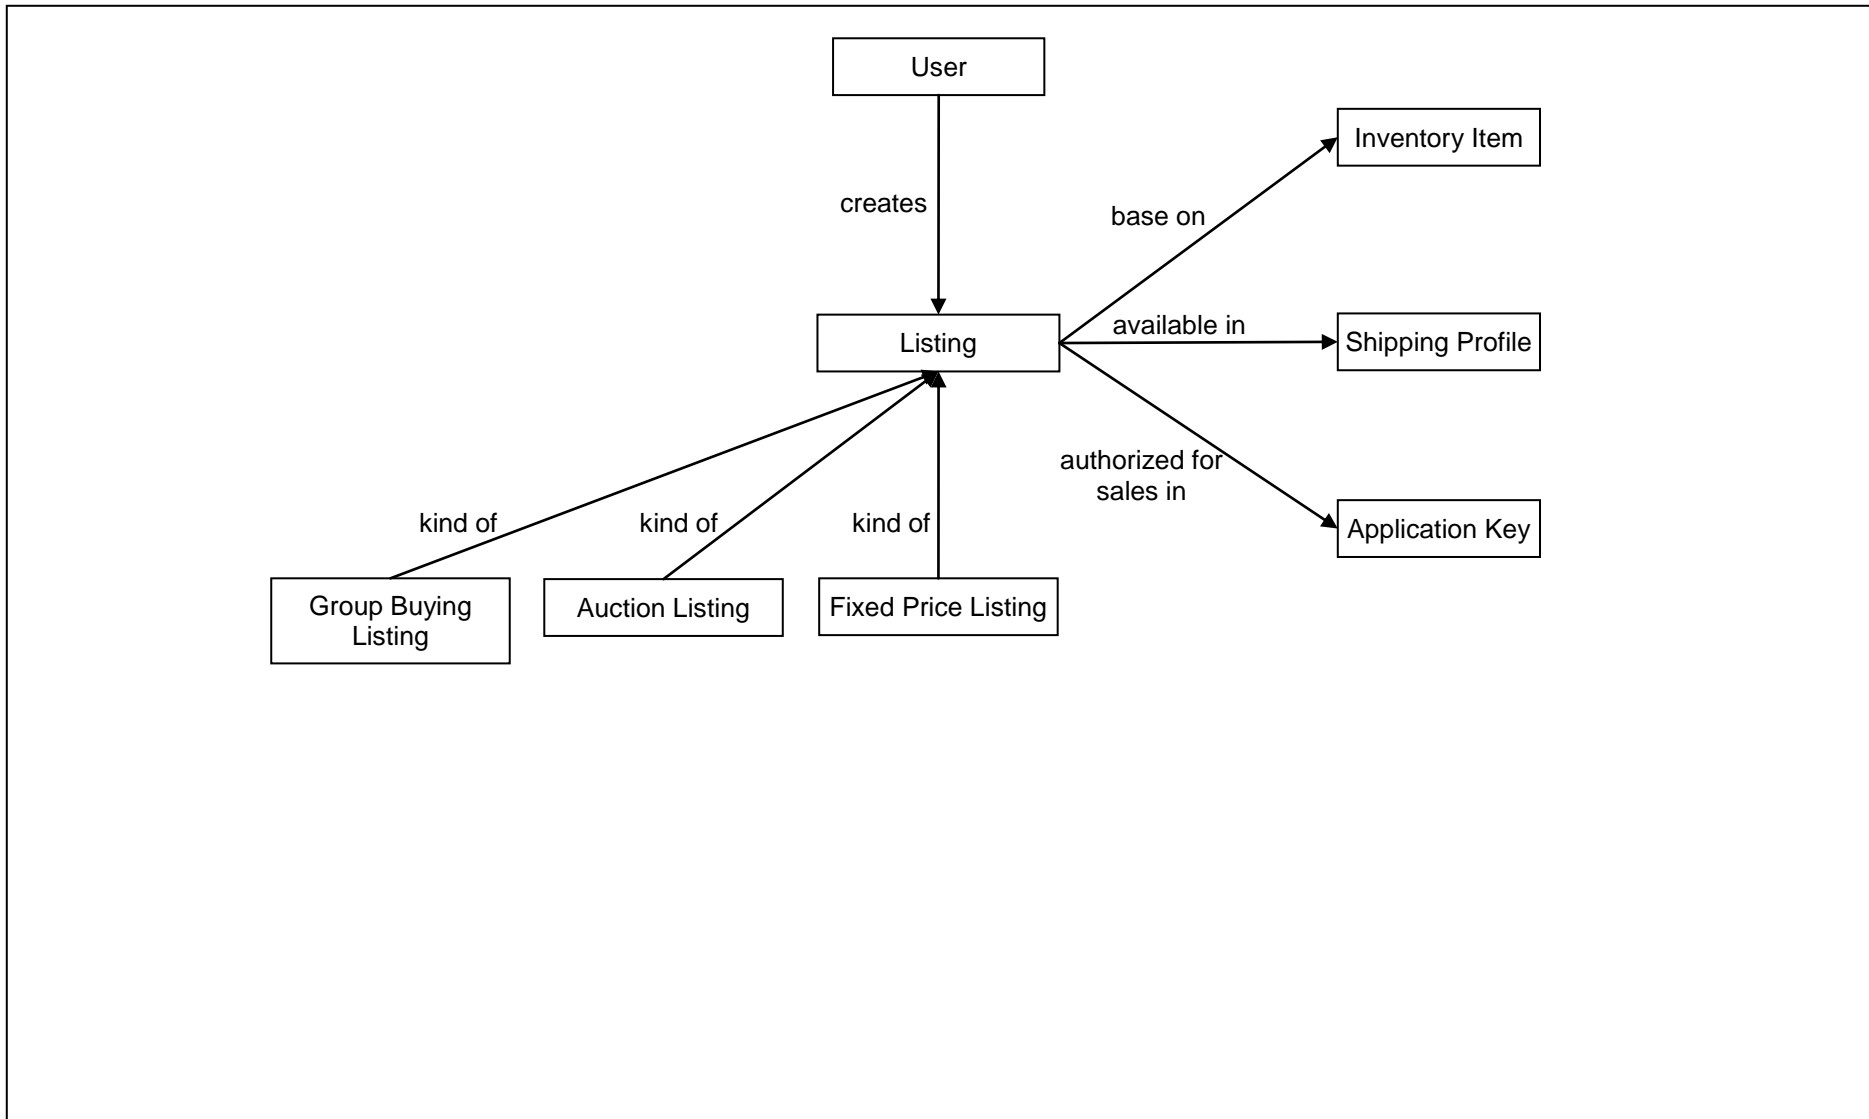 User
Inventory Item
creates
base on
available in
Listing
Shipping Profile
authorized for
sales in
kind of
kind of
kind of
Application Key
Group Buying
Listing
Auction Listing
Fixed Price Listing